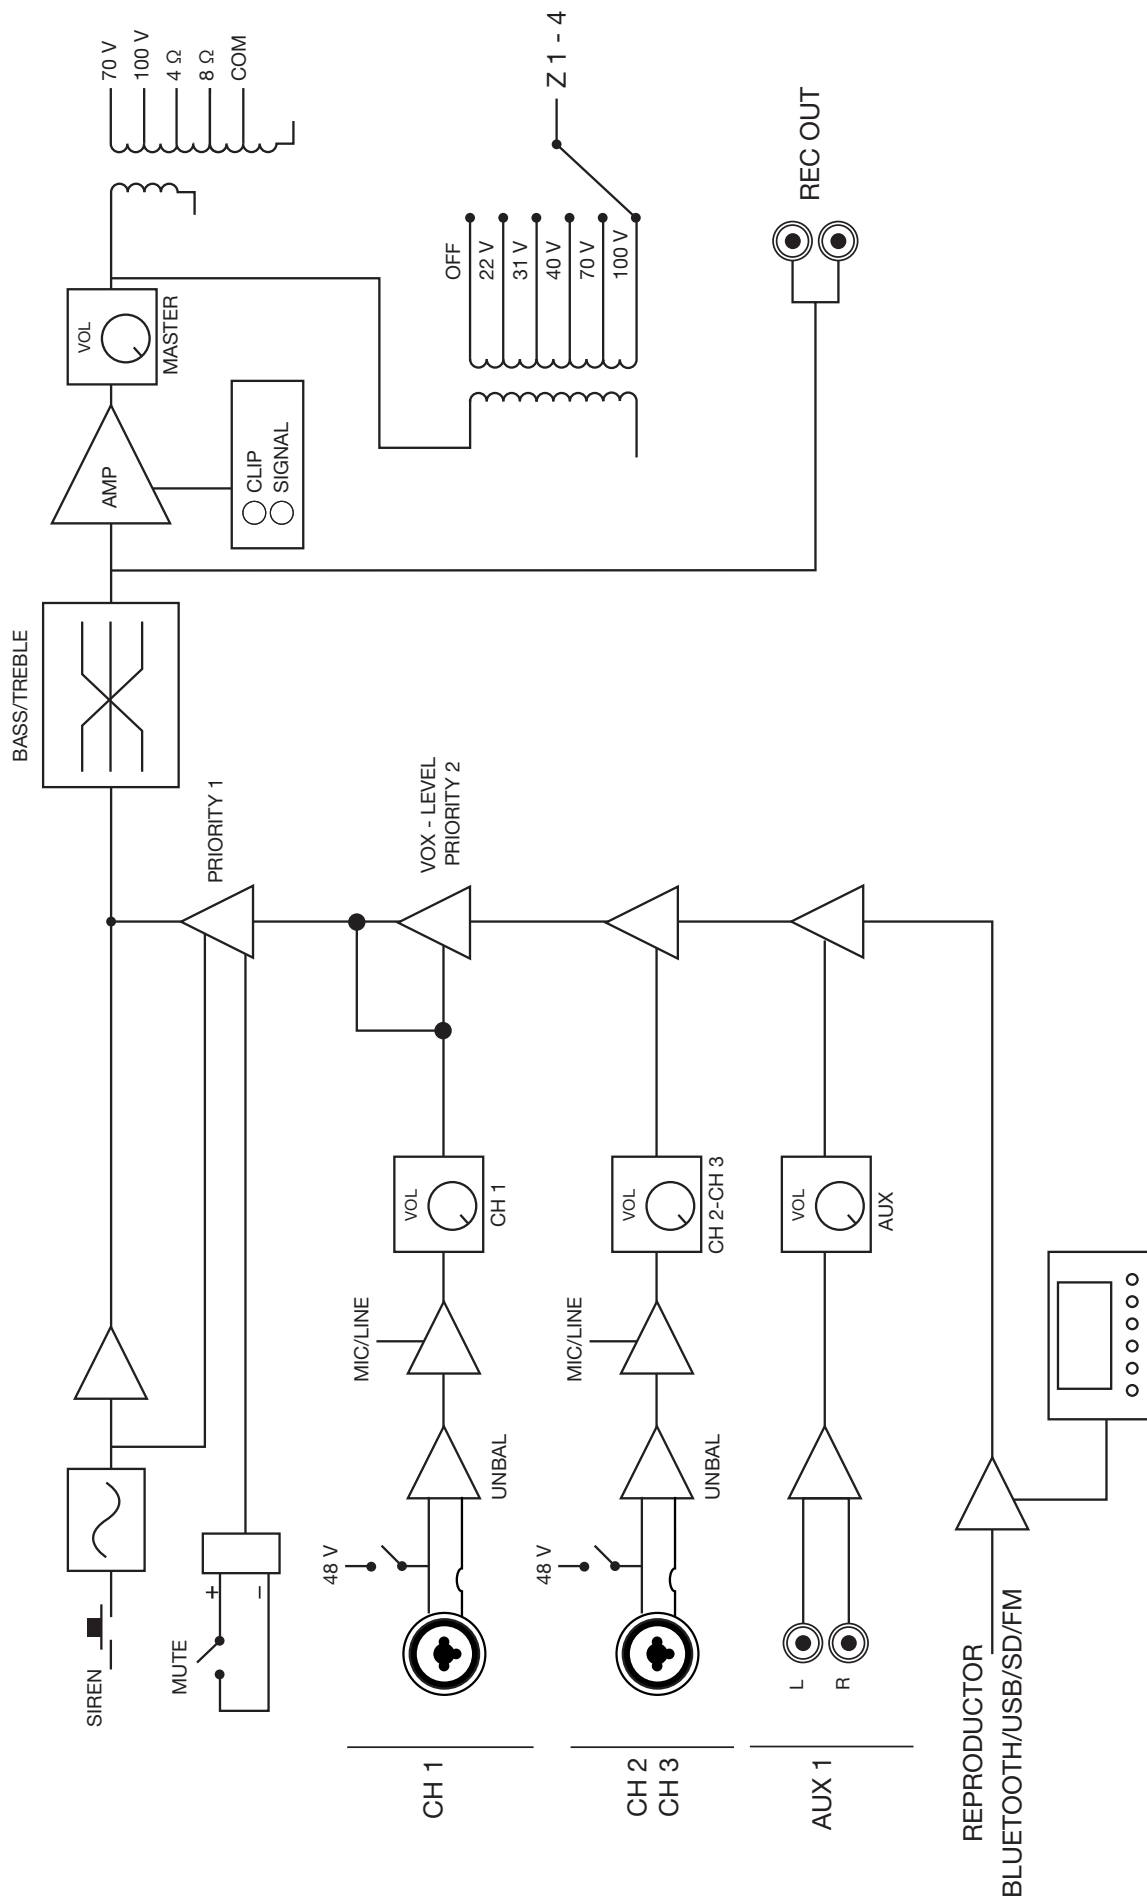 SIREN
MUTE
+
−
48 V
UNBAL
MIC/LINE
VOL
CH 1
CH 1
48 V
UNBAL
MIC/LINE
VOL
CH 2-CH 3
CH 2
CH 3
L
R
VOL
AUX
AUX 1
REPRODUCTOR
BLUETOOTH/USB/SD/FM
PRIORITY 1
VOX - LEVEL
PRIORITY 2
BASS/TREBLE
AMP
CLIP
SIGNAL
VOL
MASTER
70 V
100 V
4 Ω
8 Ω
COM
OFF
22 V
31 V
40 V
70 V
100 V
Z 1 - 4
REC OUT